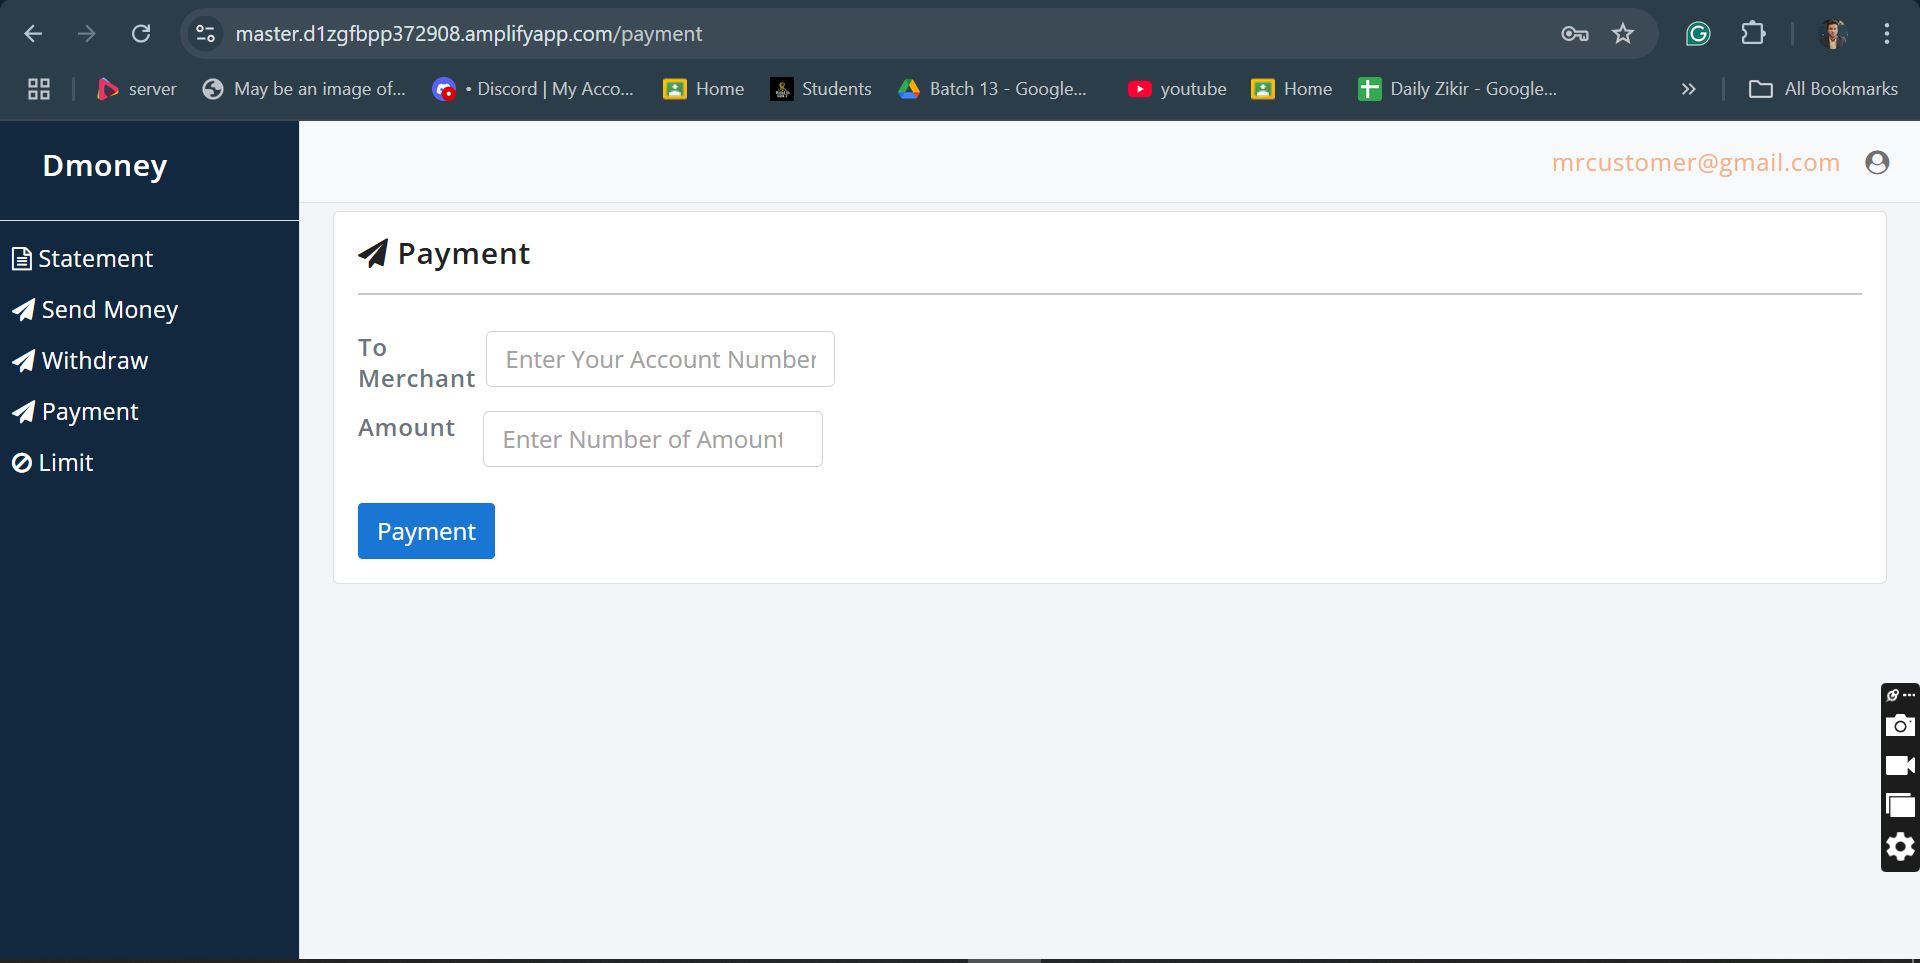 master.d1zgfbpp372908.amplifyapp.com/payment
server May be an image of... • Discord | My Acco... Home Students Batch 13 - Google... youtube Home Daily Zikir - Google... » All Bookmarks
Dmoney
mrcustomer@gmail.com
Statement
Send Money
Withdraw
Payment
Limit
Payment
To
Merchant
Enter Your Account Number
Amount
Enter Number of Amount
Payment